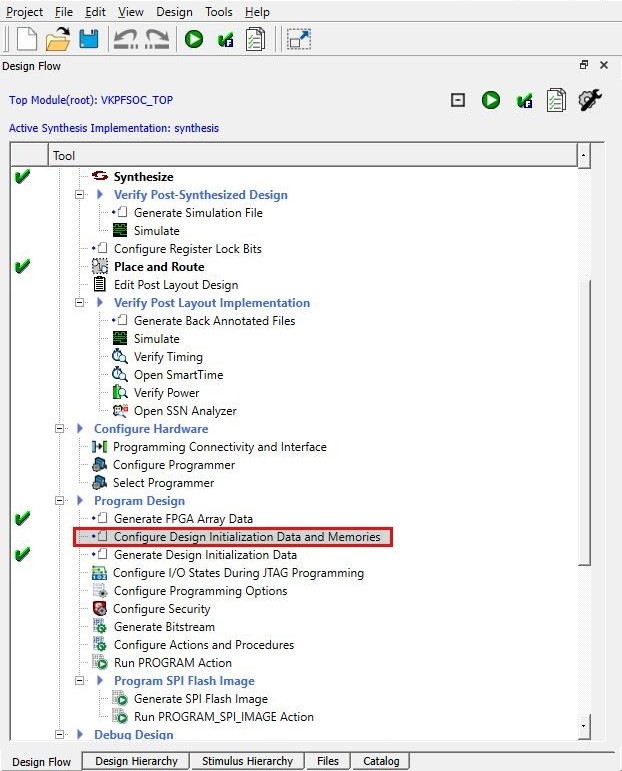 Project File Edit View Design Tools Help
Design Flow
Top Module(root): VKPFSOC_TOP
Active Synthesis Implementation: synthesis
Tool
Synthesize
Verify Post-Synthesized Design
Generate Simulation File
Simulate
Configure Register Lock Bits
Place and Route
Edit Post Layout Design
Verify Post Layout Implementation
Generate Back Annotated Files
Simulate
Verify Timing
Open SmartTime
Verify Power
Open SSN Analyzer
Configure Hardware
Programming Connectivity and Interface
Configure Programmer
Select Programmer
Program Design
Generate FPGA Array Data
Configure Design Initialization Data and Memories
Generate Design Initialization Data
Configure I/O States During JTAG Programming
Configure Programming Options
Configure Security
Generate Bitstream
Configure Actions and Procedures
Run PROGRAM Action
Program SPI Flash Image
Generate SPI Flash Image
Run PROGRAM_SPI_IMAGE Action
Debug Design
Design Flow Design Hierarchy Stimulus Hierarchy Files Catalog